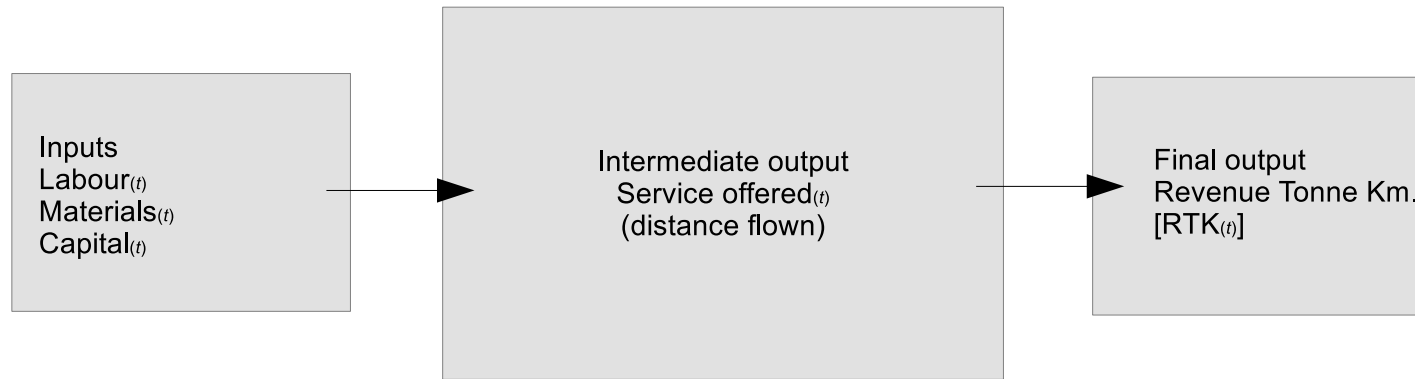 Inputs
Labour(t)
Materials(t)
Capital(t)
Intermediate output
Service offered(t)
(distance flown)
Final output
Revenue Tonne Km.
[RTK(t)]